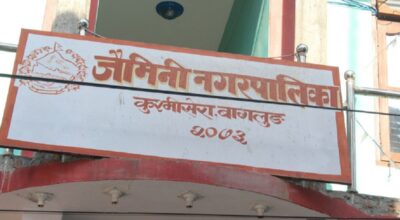 जैमिनी नगरपालिका
कुश्मीसेरा, बागलुङ
२०७३